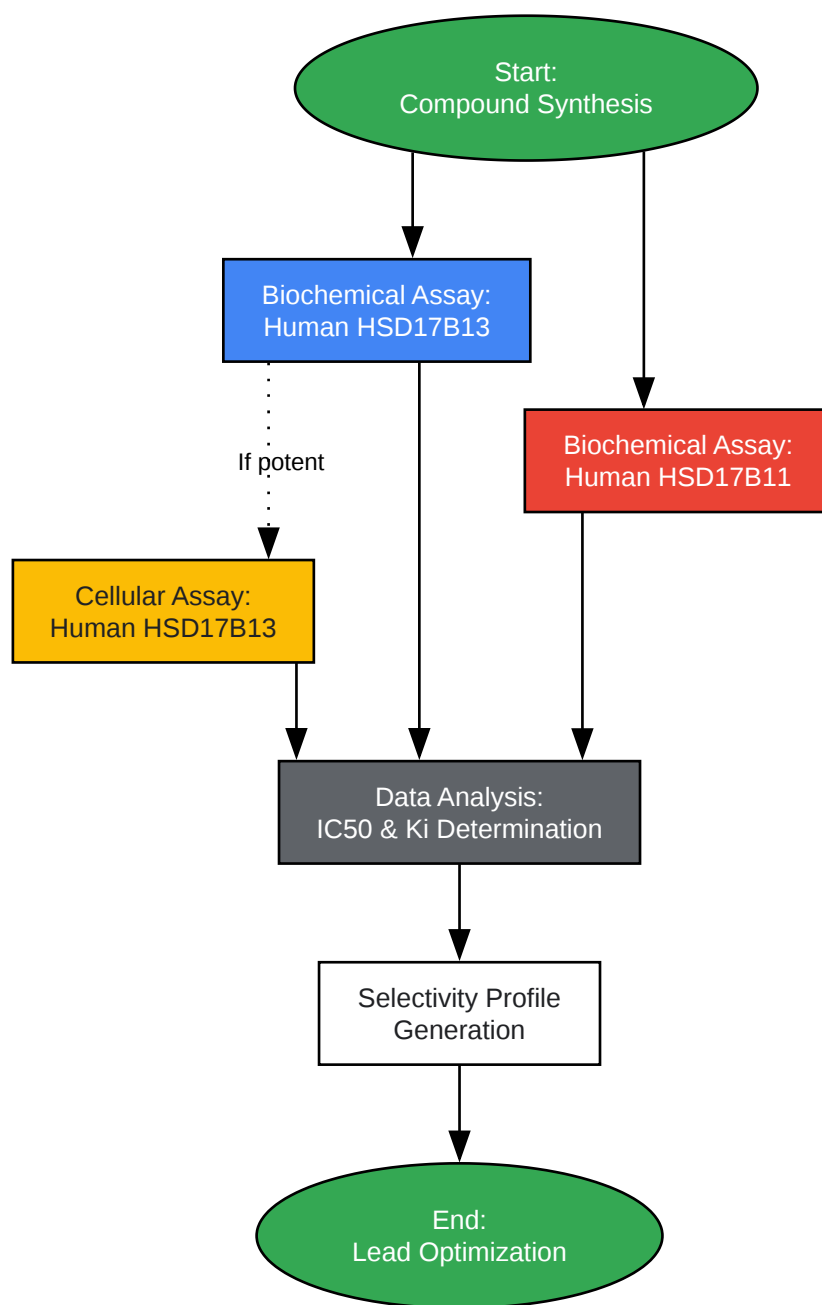 Start:
Compound Synthesis
Biochemical Assay:
Human HSD17B13
Biochemical Assay:
Human HSD17B11
If potent
Cellular Assay:
Human HSD17B13
Data Analysis:
IC50 & Ki Determination
Selectivity Profile
Generation
End:
Lead Optimization